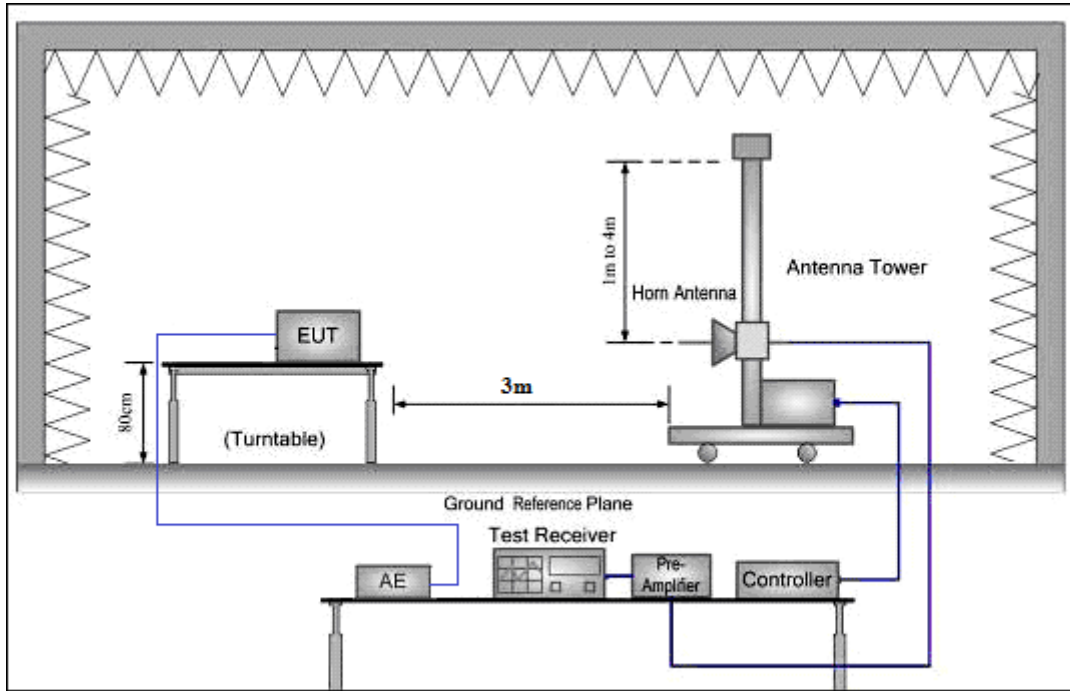 1m to 4m
Antenna Tower
Horn Antenna
EUT
3m
80cm
(Turntable)
Ground Reference Plane
Test Receiver
AE
Pre-
Amplifier
Controller